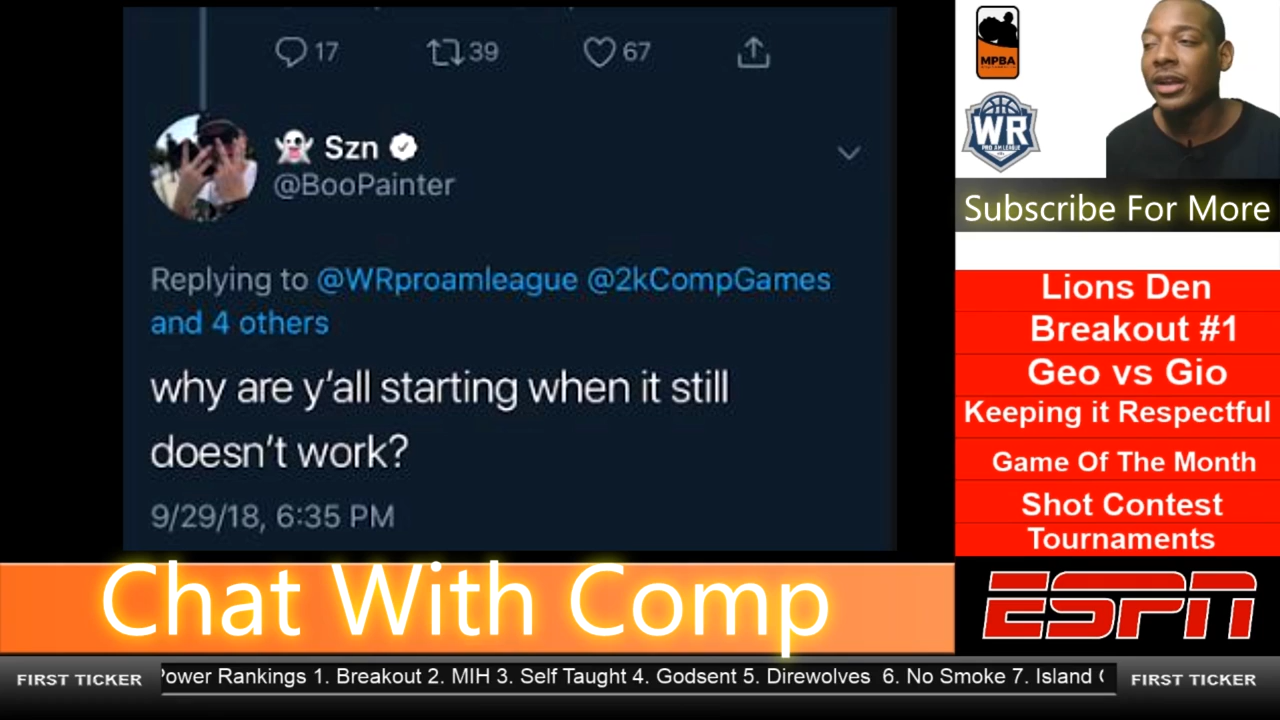 17 39 67
Szn
@BooPainter
Replying to @WRproamleague @2kCompGames
and 4 others
why are y'all starting when it still
doesn't work?
9/29/18, 6:35 PM
MPBA
WR
PRO AM LEAGUE
Subscribe For More
Lions Den
Breakout #1
Geo vs Gio
Keeping it Respectful
Game Of The Month
Shot Contest
Tournaments
Chat With Comp
ESPN
FIRST TICKER
Power Rankings 1. Breakout 2. MIH 3. Self Taught 4. Godsent 5. Direwolves 6. No Smoke 7. Island
FIRST TICKER